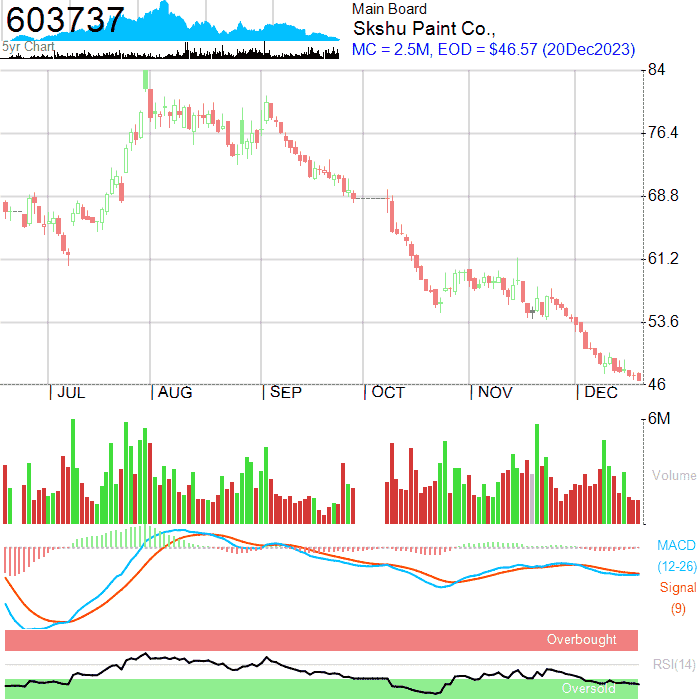 603737
5yr Chart
Main Board
Skshu Paint Co.,
MC = 2.5M, EOD = $46.57 (20Dec2023)
84
76.4
68.8
61.2
53.6
46
JUL AUG SEP OCT NOV DEC
6M
Volume
MACD
(12-26)
Signal
(9)
Overbought
RSI(14)
Oversold